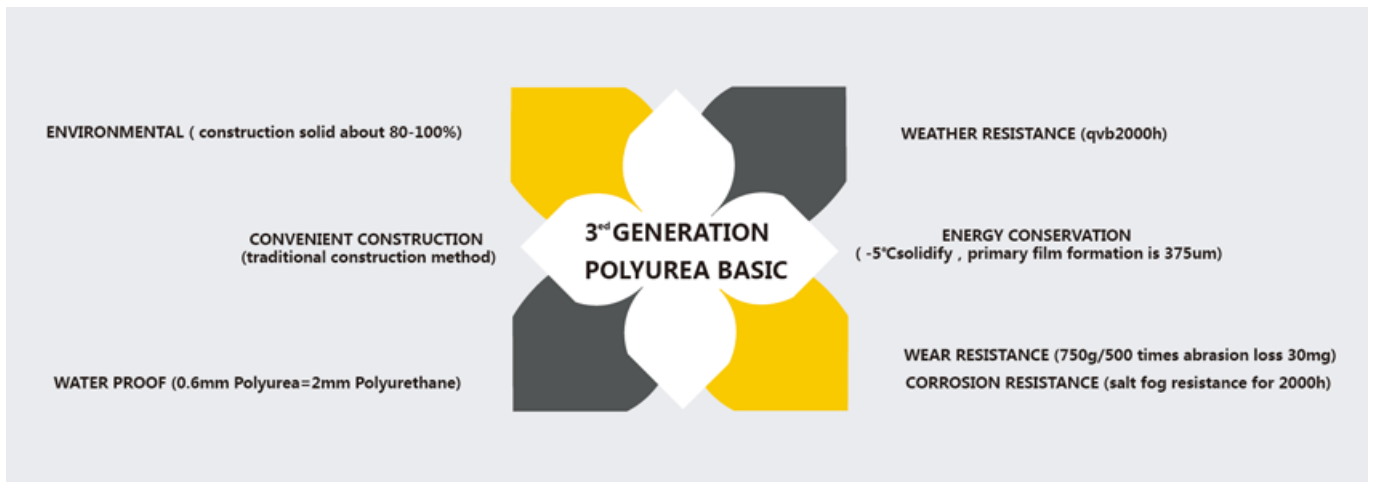 ENVIRONMENTAL ( construction solid about 80-100%)
CONVENIENT CONSTRUCTION
(traditional construction method)
WATER PROOF (0.6mm Polyurea=2mm Polyurethane)
3ed GENERATION
POLYUREA BASIC
WEATHER RESISTANCE (qvb2000h)
ENERGY CONSERVATION
( -5℃solidify , primary film formation is 375um)
WEAR RESISTANCE (750g/500 times abrasion loss 30mg)
CORROSION RESISTANCE (salt fog resistance for 2000h)